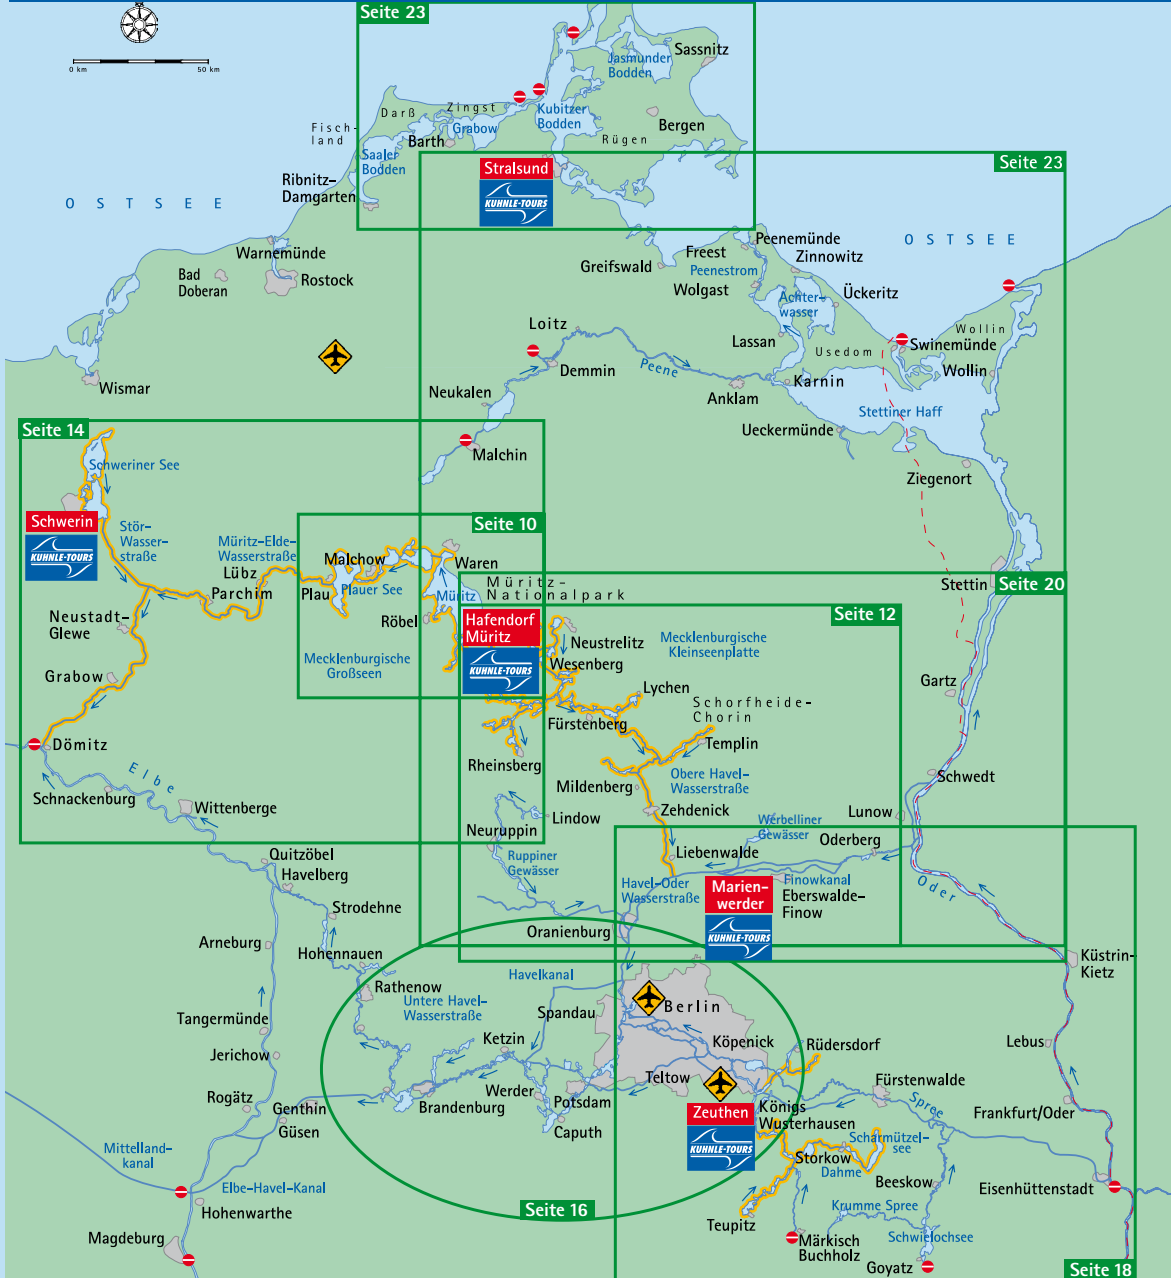 Seite 23
0 km
50 km
Sassnitz
Jasmunder
Bodden
Darß
Zingst
Kubitzer
Bodden
Fisch-
land
Grabow
Bergen
Barth
Rügen
Saaler
Bodden
Seite 23
Stralsund
KUHNLE-TOURS
Ribnitz-
Damgarten
OSTSEE
Warnemünde
Peenemünde
OSTSEE
Freest
Zinnowitz
Greifswald
Peenestrom
Bad
Doberan
Rostock
Wolgast
Achter-
wasser
Ückeritz
Loitz
Wollin
Lassan
Usedom
Swinemünde
Demmin
Peene
Wollin
Wismar
Karnin
Neukalen
Anklam
Stettiner Haff
Seite 14
Ueckermünde
Malchin
Schweriner See
Ziegenort
Schwerin
KUHNLE-TOURS
Stör-
Wasser-
straße
Seite 10
Müritz-Elde-
Wasserstraße
Malchow
Waren
Lübz
Parchim
Plau
Plauer See
Müritz
Müritz-
Nationalpark
Stettin
Seite 20
Neustadt-
Glewe
Röbel
Hafendorf
Müritz
KUHNLE-TOURS
Seite 12
Neustrelitz
Mecklenburgische
Kleinseenplatte
Wesenberg
Mecklenburgische
Großseen
Grabow
Lychen
Gartz
Schorfheide-
Chorin
Fürstenberg
Dömitz
Templin
Rheinsberg
Elbe
Obere Havel-
Wasserstraße
Schwedt
Mildenberg
Schnackenburg
Wittenberge
Zehdenick
Lunow
Lindow
Werbelliner
Gewässer
Neuruppin
Oderberg
Quitzöbel
Ruppiner
Gewässer
Liebenwalde
Havelberg
Havel-Oder
Wasserstraße
Marien-
werder
KUHNLE-TOURS
Finowkanal
Eberswalde-
Finow
Oder
Strodehne
Oranienburg
Arneburg
Hohennauen
Küstrin-
Kietz
Havelkanal
Rathenow
Untere Havel-
Wasserstraße
Spandau
Berlin
Tangermünde
Ketzin
Köpenick
Rüdersdorf
Lebus
Jerichow
Teltow
Fürstenwalde
Rogätz
Genthin
Güsen
Brandenburg
Werder
Potsdam
Caputh
Zeuthen
KUHNLE-TOURS
Königs
Wusterhausen
Spree
Frankfurt/Oder
Mittelland-
kanal
Scharmützel-
see
Storkow
Dahme
Elbe-Havel-Kanal
Beeskow
Eisenhüttenstadt
Hohenwarthe
Seite 16
Teupitz
Krumme Spree
Magdeburg
Märkisch
Buchholz
Schwielochsee
Goyatz
Seite 18